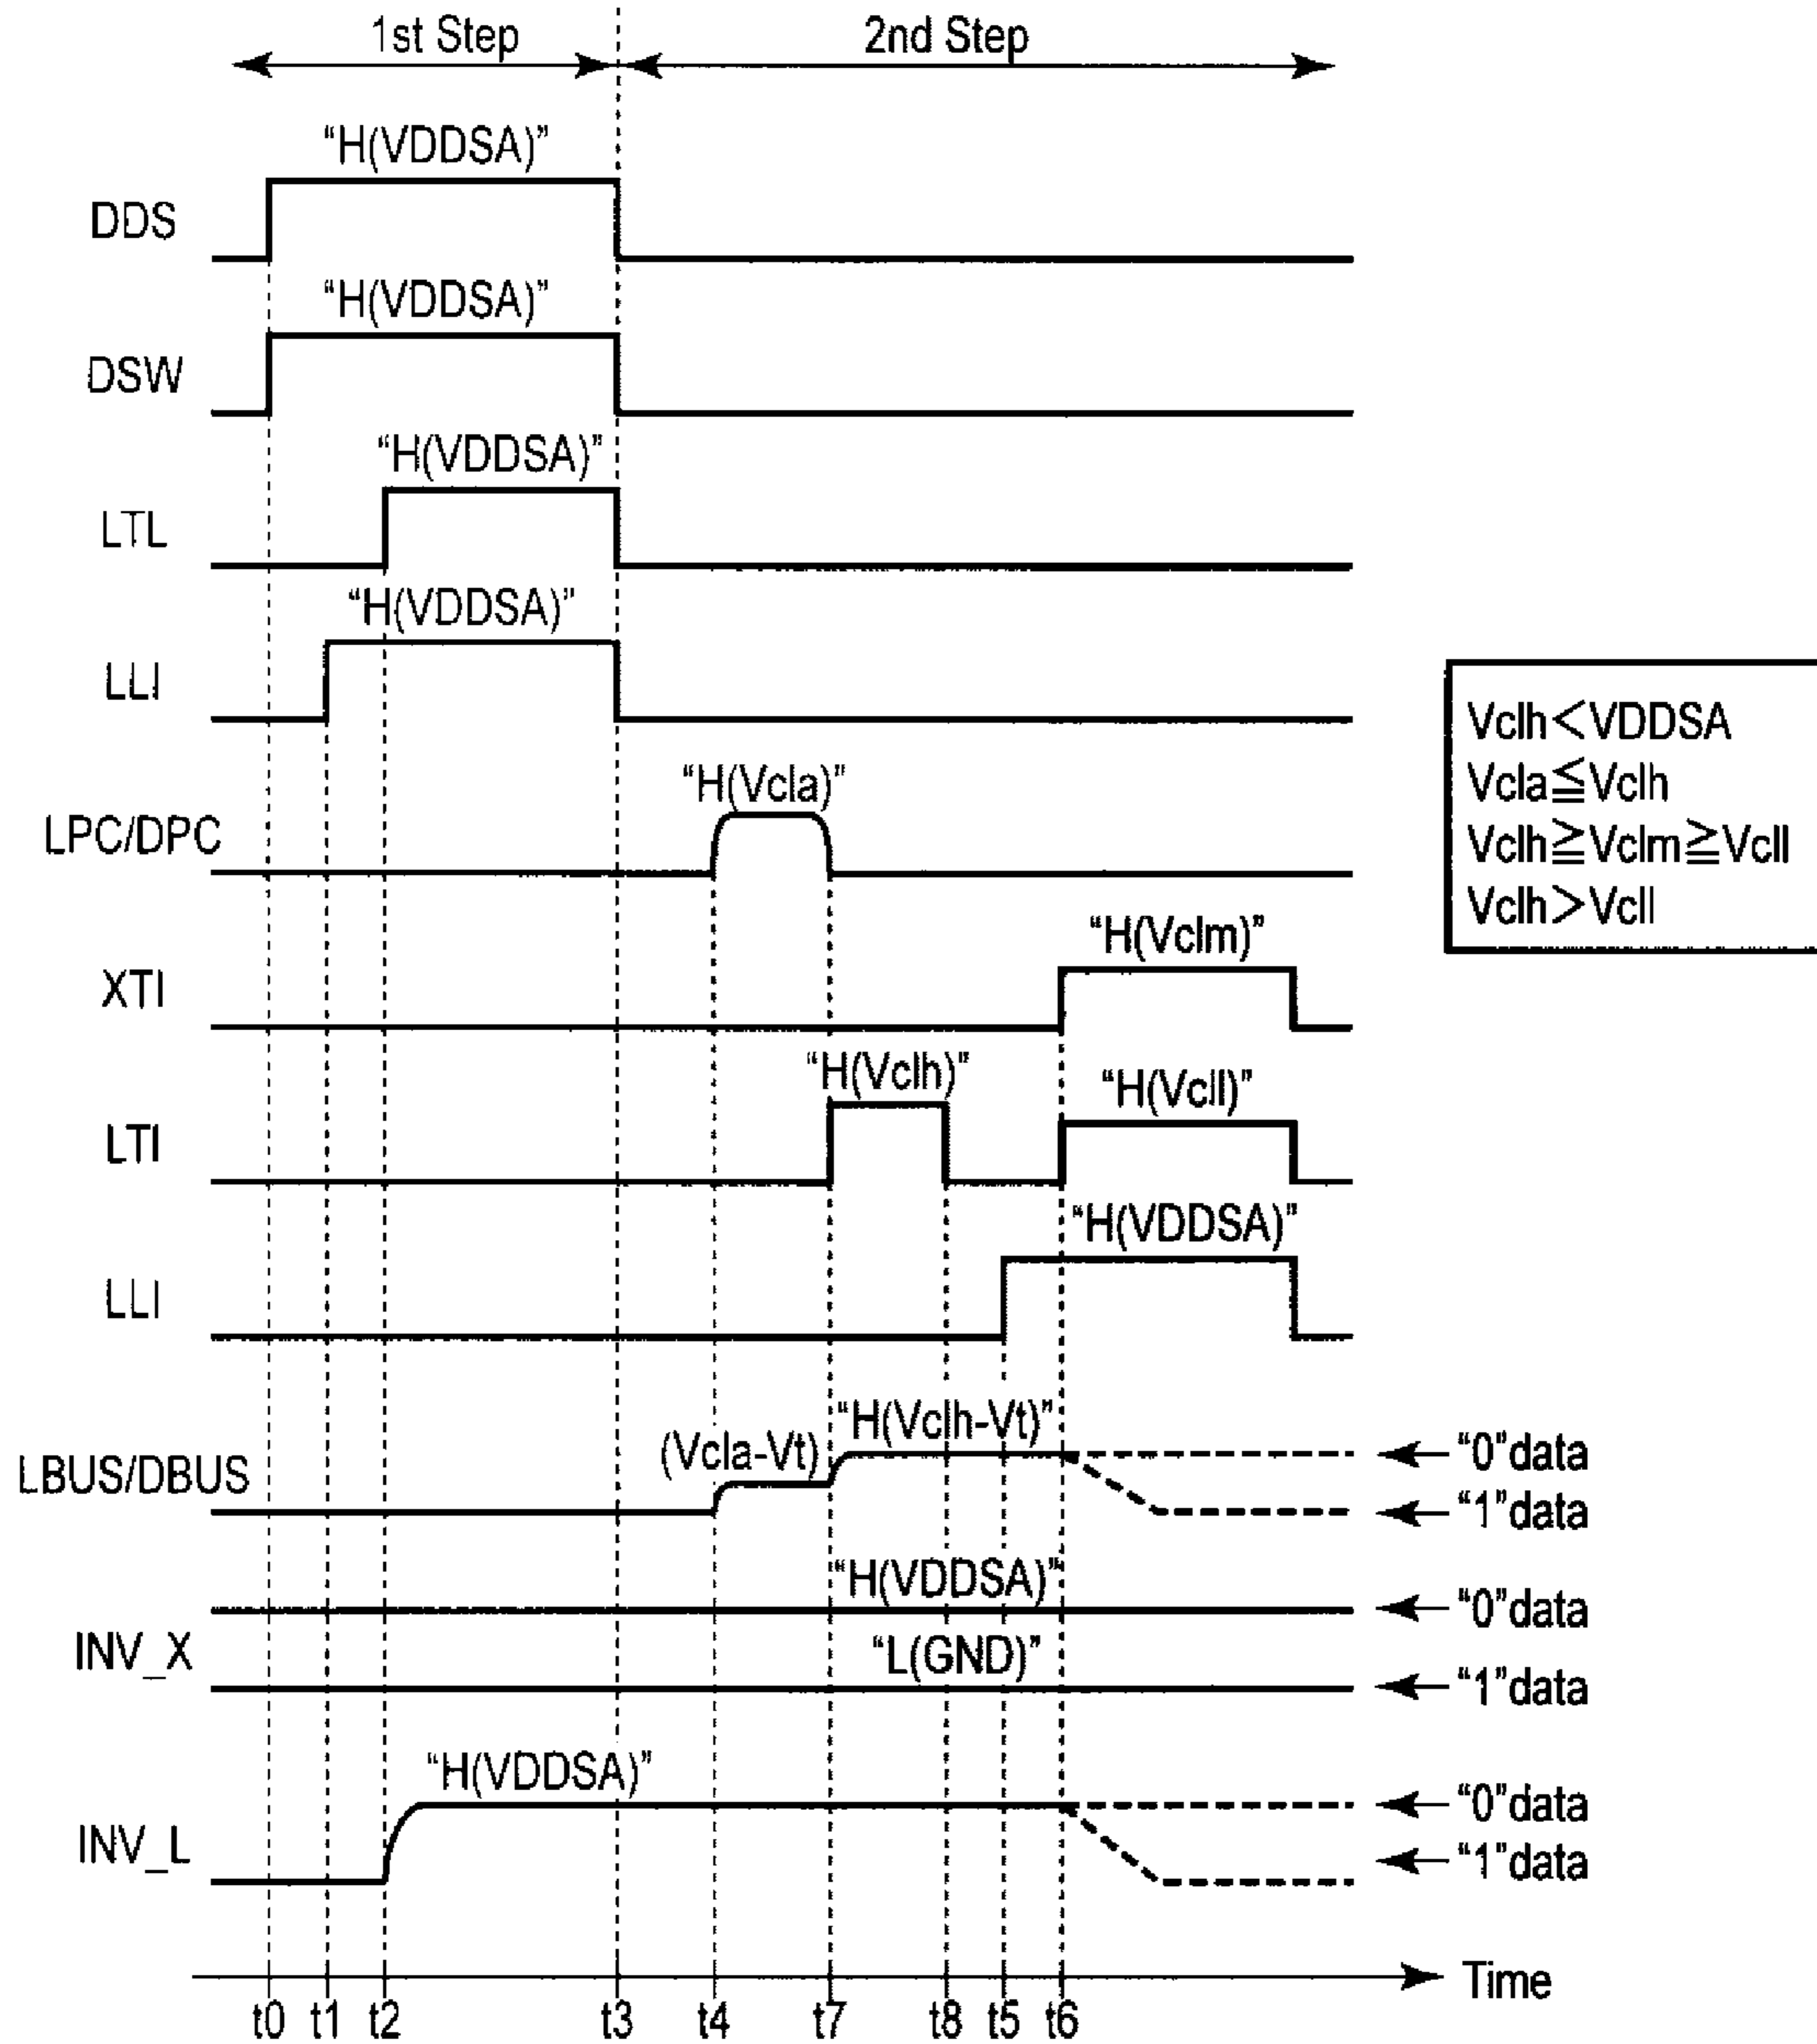 1st Step
2nd Step
“H(VDDSA)”
DDS
“H(VDDSA)”
DSW
“H(VDDSA)”
LTL
“H(VDDSA)”
LLI
Vclh<VDDSA
Vcla≦Vclh
Vclh≧Vclm≧Vcll
Vclh>Vcll
“H(Vcla)”
LPC/DPC
“H(Vclm)”
XTI
“H(Vclh)”
“H(Vcll)”
LTI
“H(VDDSA)”
LLI
(Vcla-Vt)
“H(Vclh-Vt)”
LBUS/DBUS
“0”data
“1”data
“H(VDDSA)”
“0”data
INV_X
“L(GND)”
“1”data
“H(VDDSA)”
“0”data
INV_L
“1”data
Time
t0 t1 t2 t3 t4 t7 t8 t5 t6